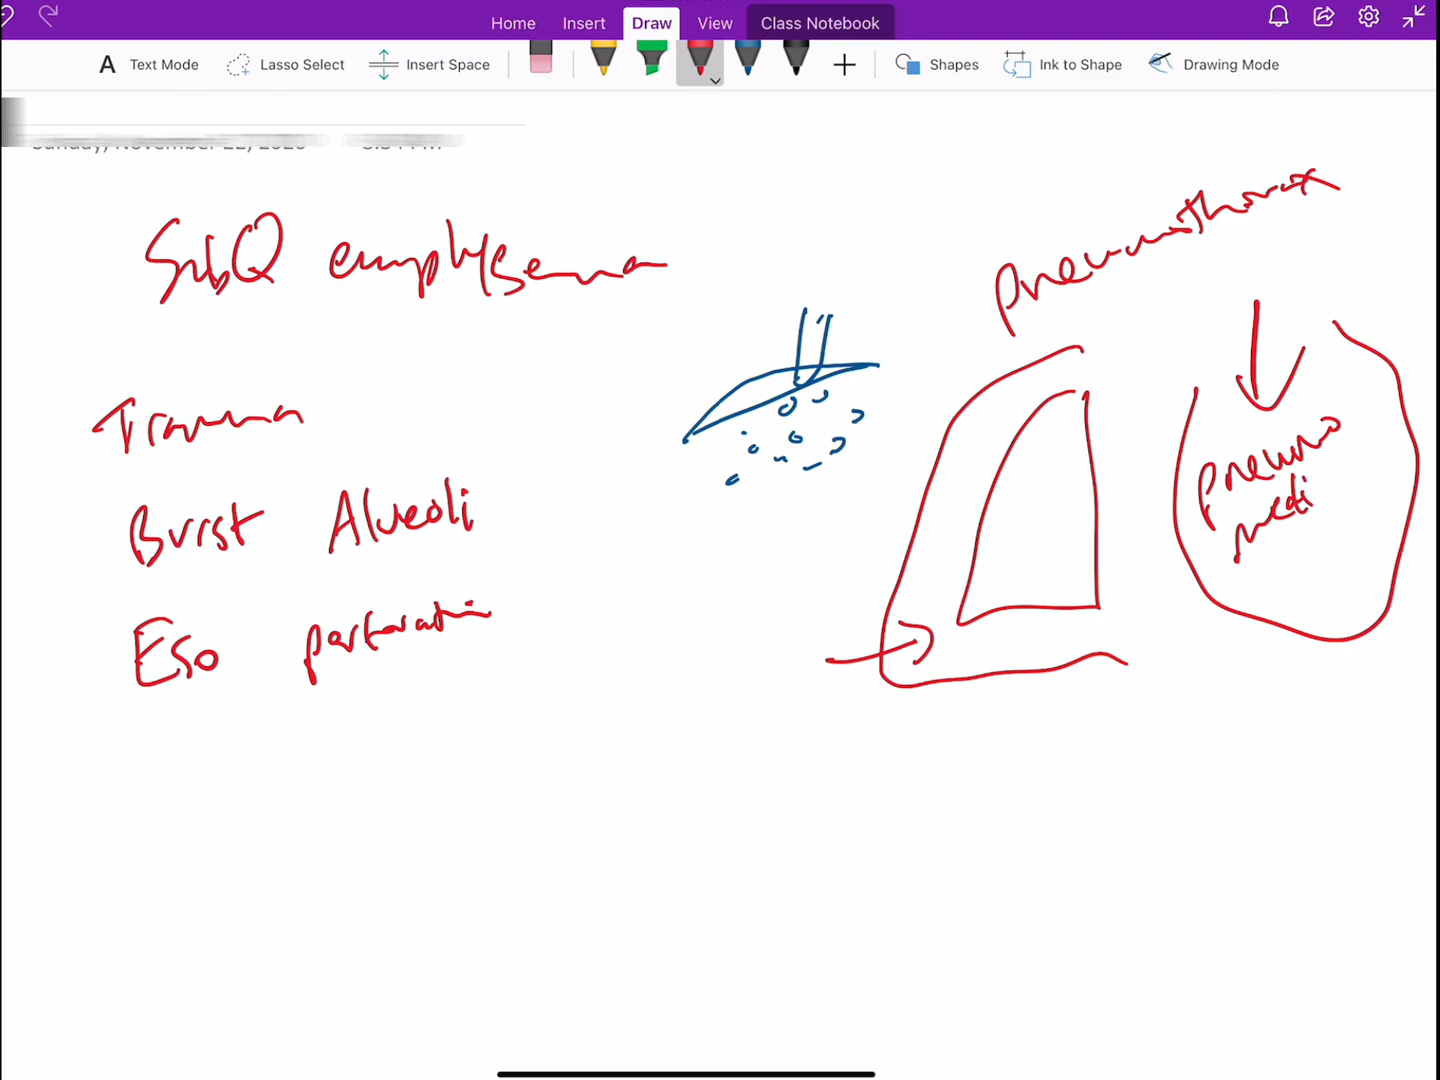 Home Insert Draw View Class Notebook
A Text Mode Lasso Select Insert Space Shapes Ink to Shape Drawing Mode
SubQ emphysema
Trauma
Burst Alveoli
Eso perforatin
pneumothorax
pneumo
medi